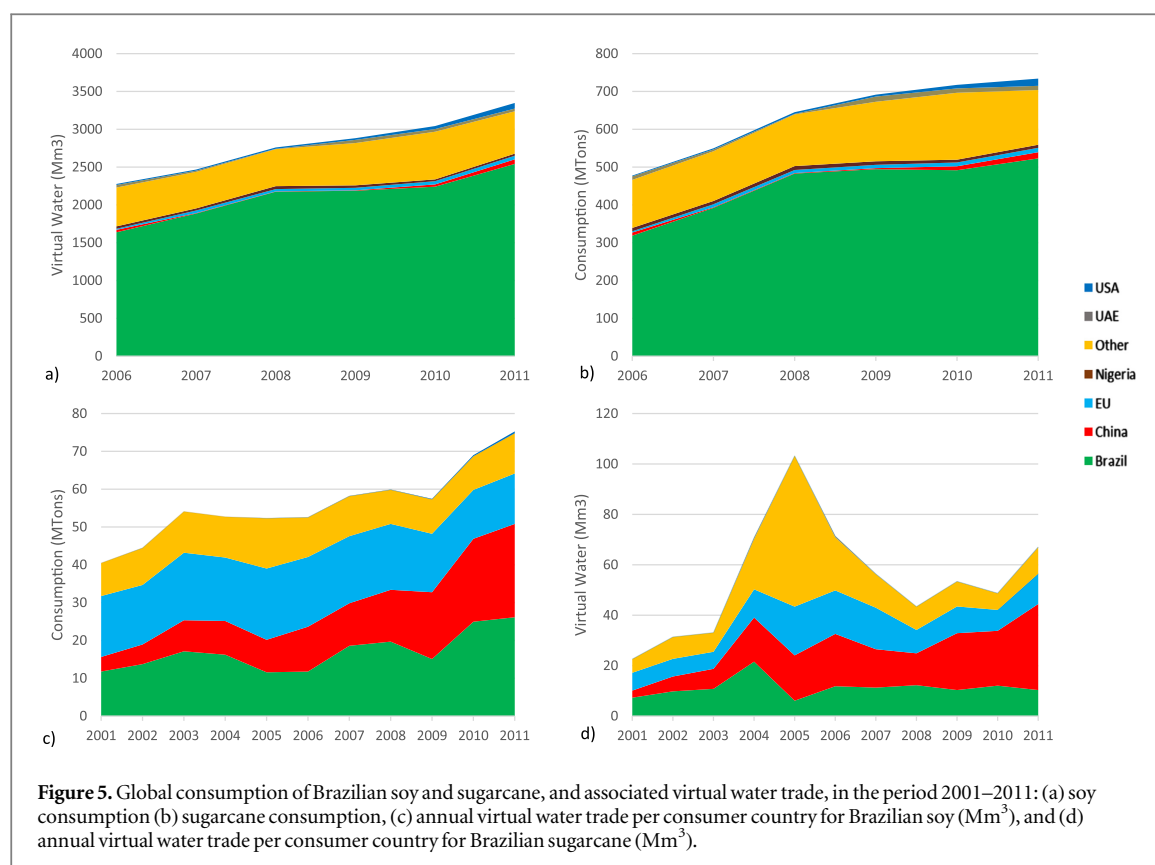 4000
3500
3000
2500
2000
1500
1000
500
0
Virtual Water (Mm3)
2006 2007 2008 2009 2010 2011
a)
800
700
600
500
400
300
200
100
0
Consumption (MTons)
2006 2007 2008 2009 2010 2011
b)
USA
UAE
Other
Nigeria
EU
China
Brazil
80
70
60
50
40
30
20
10
0
Consumption (MTons)
2001 2002 2003 2004 2005 2006 2007 2008 2009 2010 2011
c)
120
100
80
60
40
20
0
Virtual Water (Mm3)
2001 2002 2003 2004 2005 2006 2007 2008 2009 2010 2011
d)
Figure 5. Global consumption of Brazilian soy and sugarcane, and associated virtual water trade, in the period 2001–2011: (a) soy
consumption (b) sugarcane consumption, (c) annual virtual water trade per consumer country for Brazilian soy (Mm³), and (d)
annual virtual water trade per consumer country for Brazilian sugarcane (Mm³).